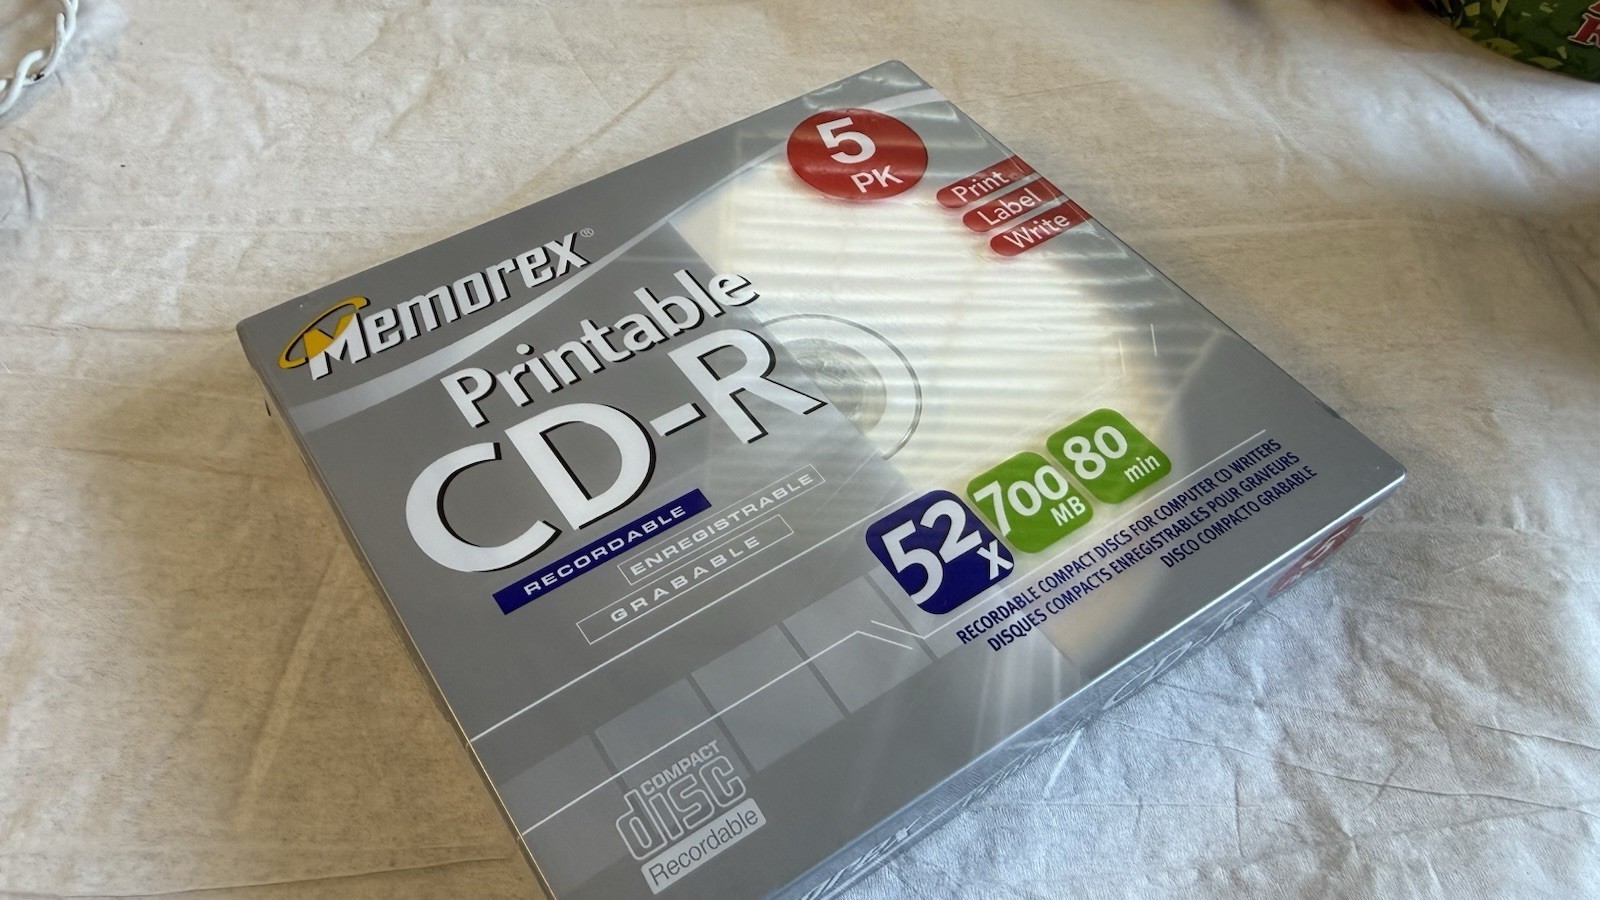 Memorex®
Printable
CD-R
RECORDABLE
ENREGISTRABLE
GRABABLE
5
PK
Print
Label
Write
52
x
700
MB
80
min
RECORDABLE COMPACT DISCS FOR COMPUTER CD WRITERS
DISQUES COMPACTS ENREGISTRABLES POUR GRAVEURS
DISCO COMPACTO GRABABLE
COMPACT
disc
Recordable